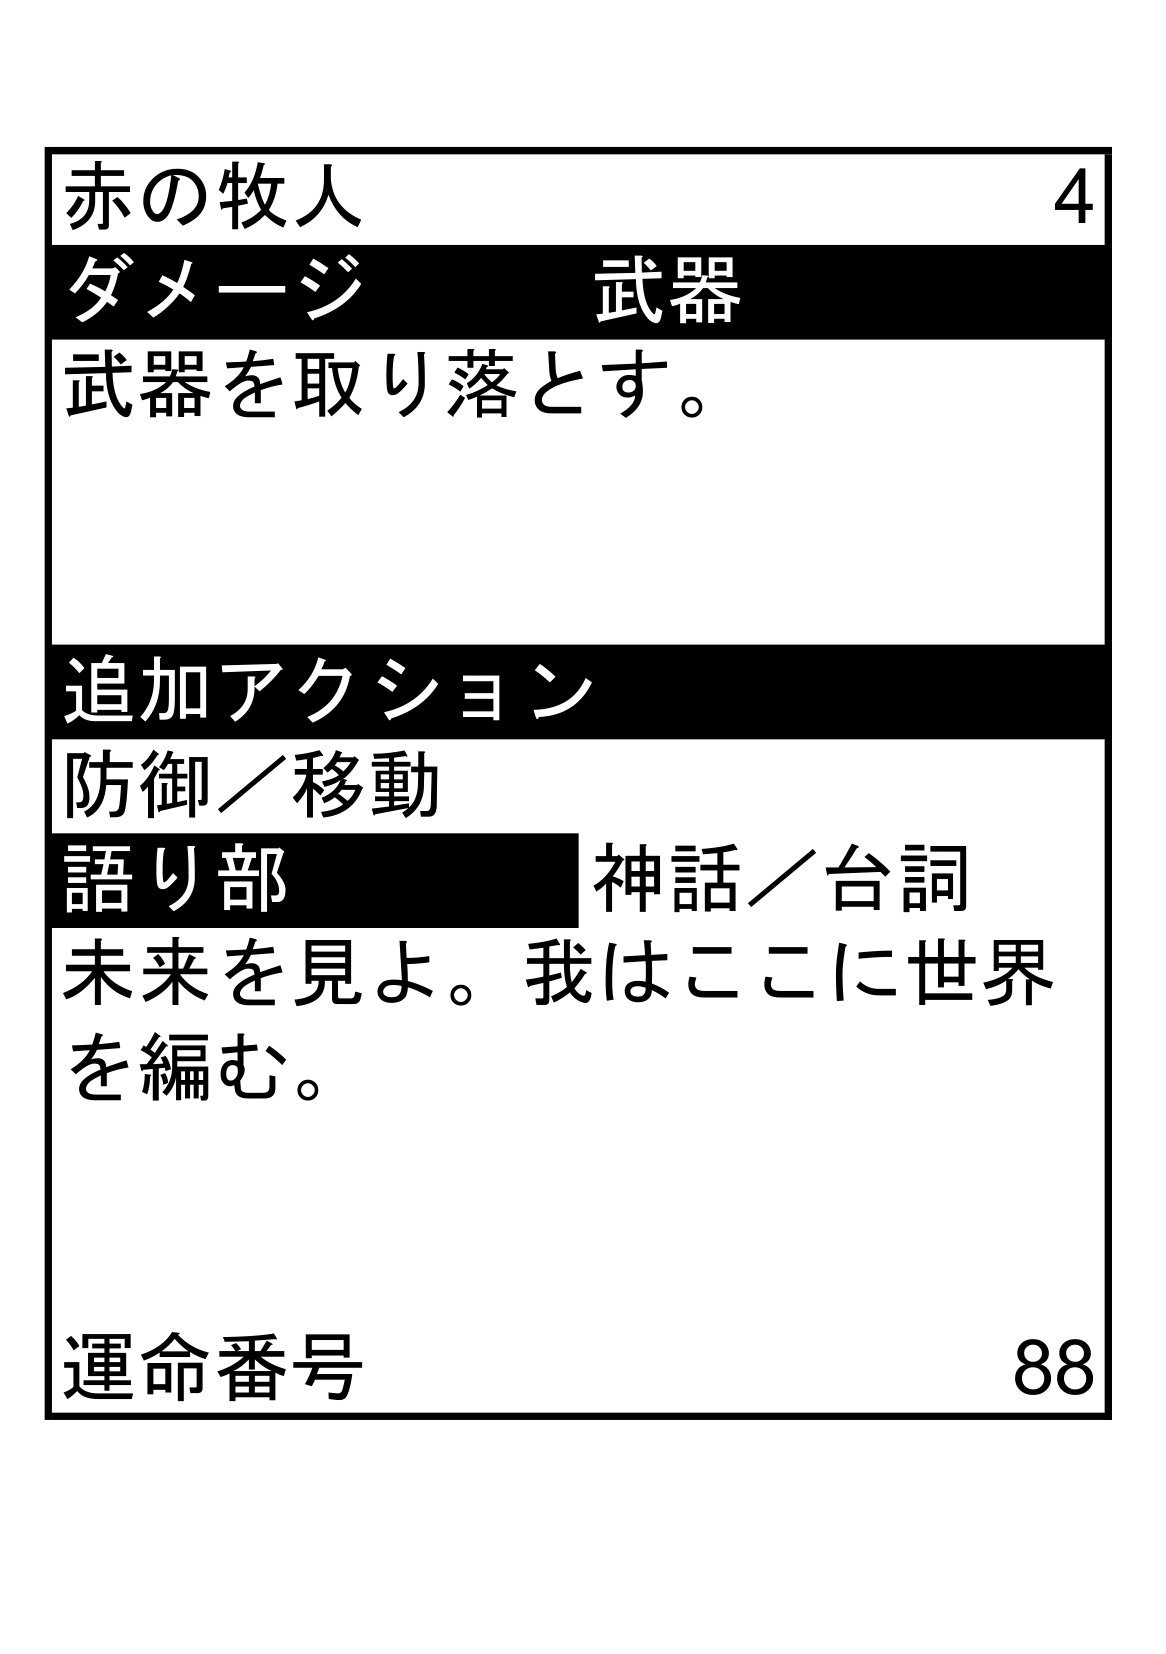 赤の牧人 4
ダメージ 武器
武器を取り落とす。
追加アクション
防御／移動
語り部 神話／台詞
未来を見よ。我はここに世界
を編む。
運命番号 88